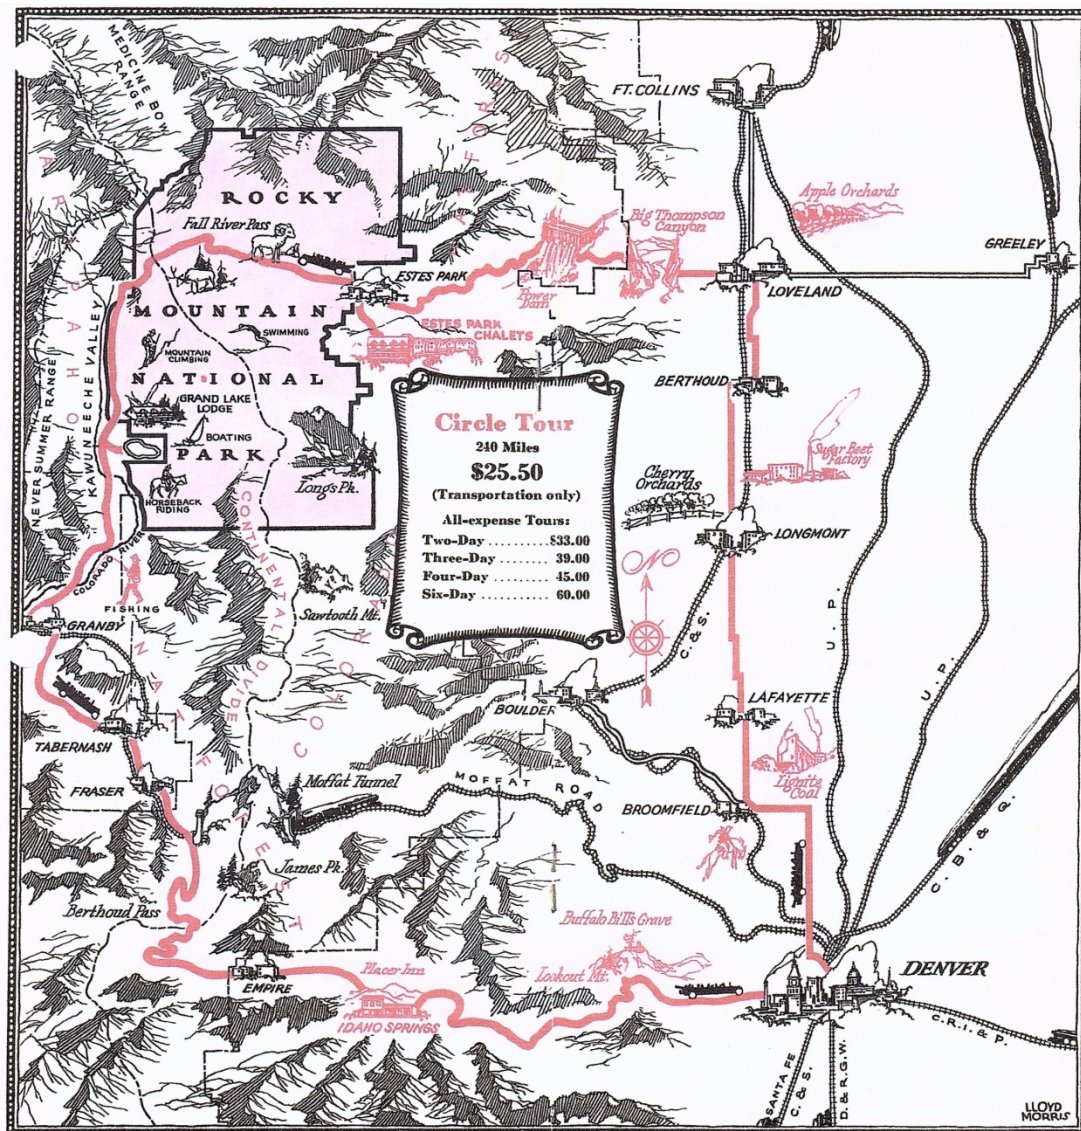 MEDICINE BOW
RANGE
FT. COLLINS
ROCKY
Fall River Pass
ESTES PARK
Big Thompson
Canyon
Power
Dam
Apple Orchards
GREELEY
LOVELAND
ESTES PARK
CHALETS
MOUNTAIN
SWIMMING
MOUNTAIN
CLIMBING
NATIONAL
GRAND LAKE
LODGE
BOATING
PARK
Longs Pk.
HORSEBACK
RIDING
NEVER SUMMER RANGE
KAWUNEECHE VALLEY
ARAPAHO
NAT. FOREST
COLORADO
NAT.
FOREST
CONTINENTAL
DIVIDE
BERTHOUD
Circle Tour
240 Miles
$25.50
(Transportation only)
All-expense Tours:
Two-Day .......... $33.00
Three-Day ........ 39.00
Four-Day ......... 45.00
Six-Day .......... 60.00
Sugar Beet
Factory
Cherry
Orchards
LONGMONT
COLORADO RIVER
FISHING
GRANBY
Sawtooth Mt.
N
C. & S.
U. P.
U. P.
BOULDER
LAFAYETTE
Lignite
Coal
TABERNASH
FRASER
Moffat Tunnel
MOFFAT ROAD
BROOMFIELD
C. B. & Q.
James Pk.
Berthoud Pass
Buffalo Bill's Grave
Lookout Mt.
Placer Inn
EMPIRE
IDAHO SPRINGS
DENVER
C. R. I. & P.
SANTA FE
C. & S.
D. & R. G. W.
LLOYD
MORRIS